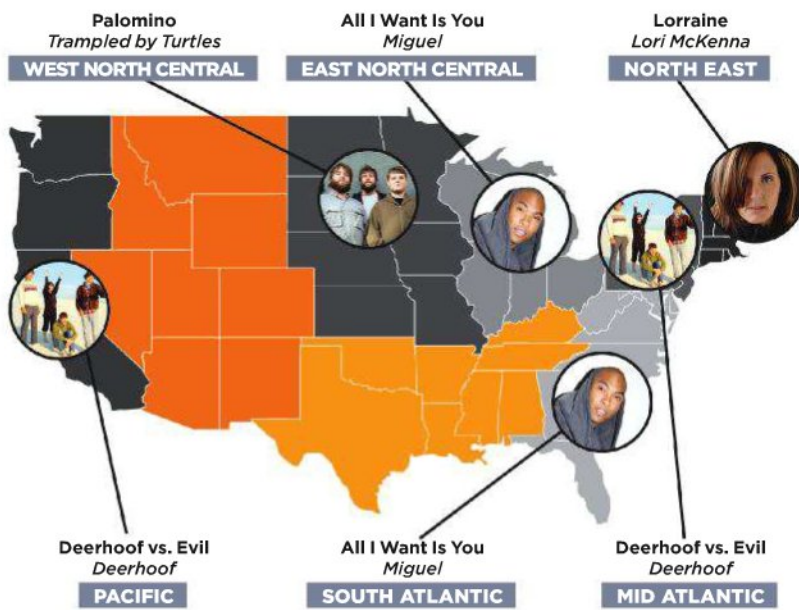 Palomino
Trampled by Turtles
WEST NORTH CENTRAL
All I Want Is You
Miguel
EAST NORTH CENTRAL
Lorraine
Lori McKenna
NORTH EAST
Deerhoof vs. Evil
Deerhoof
PACIFIC
All I Want Is You
Miguel
SOUTH ATLANTIC
Deerhoof vs. Evil
Deerhoof
MID ATLANTIC